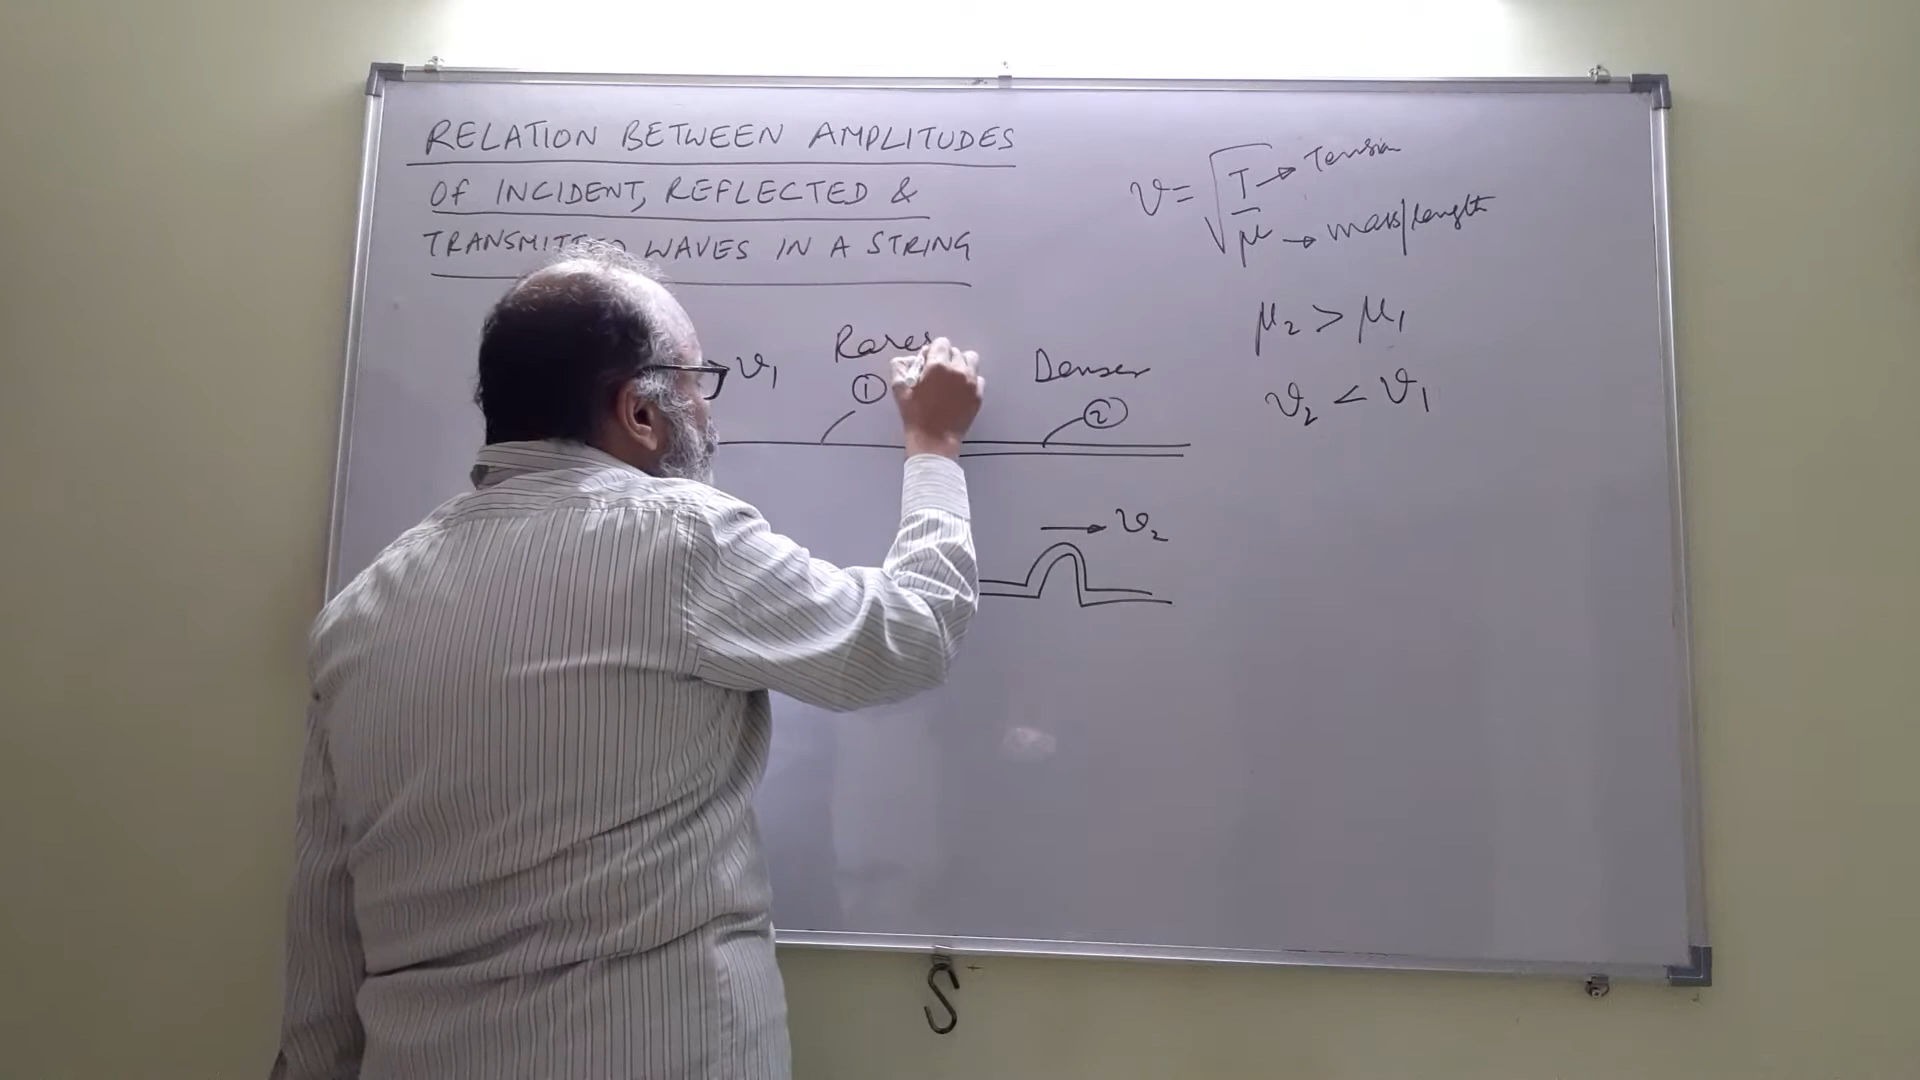 RELATION BETWEEN AMPLITUDES
OF INCIDENT, REFLECTED &
TRANSMITTED WAVES IN A STRING
v = √(T/μ)
T → Tension
μ → mass/length
μ₂ > μ₁
v₂ < v₁
→ v₁
Rarer
①
Denser
②
→ v₂